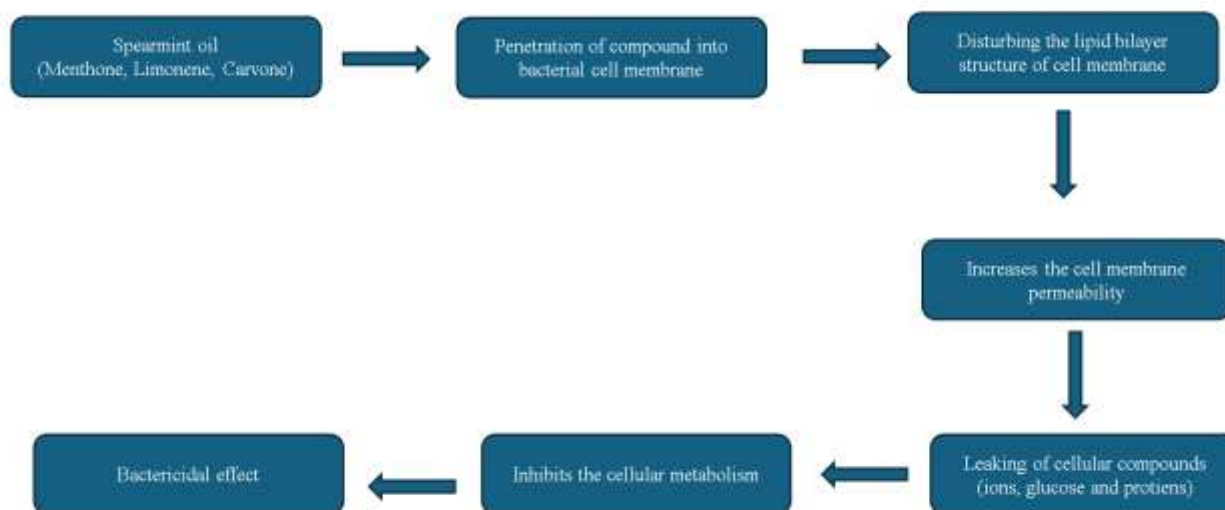 Spearmint oil
(Menthone, Limonene, Carvone)
Penetration of compound into
bacterial cell membrane
Disturbing the lipid bilayer
structure of cell membrane
Increases the cell membrane
permeability
Leaking of cellular compounds
(ions, glucose and protiens)
Inhibits the cellular metabolism
Bactericidal effect